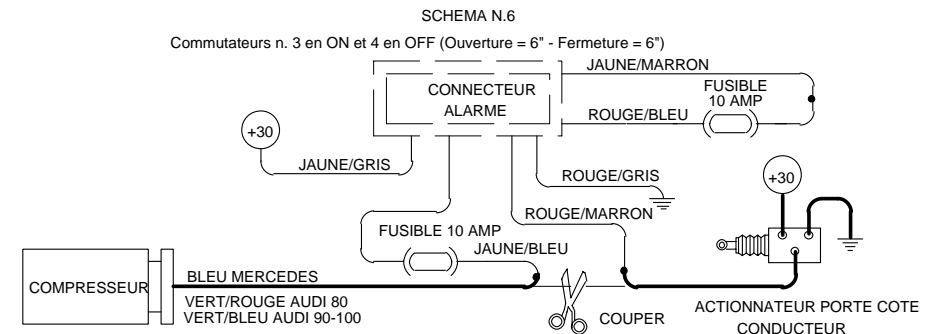 SCHEMA N.6
Commutateurs n. 3 en ON et 4 en OFF (Ouverture = 6" - Fermeture = 6")
JAUNE/MARRON
CONNECTEUR
ALARME
FUSIBLE
10 AMP
ROUGE/BLEU
+30
JAUNE/GRIS
ROUGE/GRIS
+30
ROUGE/MARRON
FUSIBLE 10 AMP
JAUNE/BLEU
COMPRESSEUR
BLEU MERCEDES
VERT/ROUGE AUDI 80
VERT/BLEU AUDI 90-100
COUPER
ACTIONNATEUR PORTE COTE
CONDUCTEUR